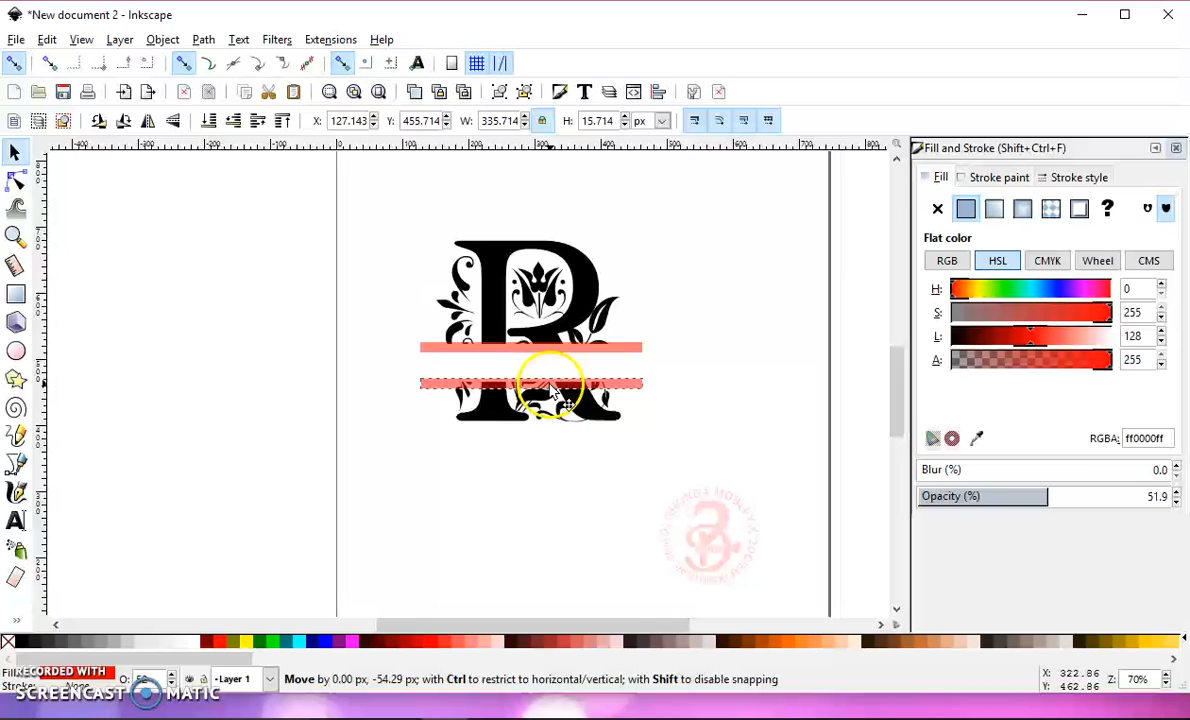 *New document 2 - Inkscape
File Edit View Layer Object Path Text Filters Extensions Help
X: 127.143 Y: 455.714 W: 335.714 H: 15.714 px
Fill and Stroke (Shift+Ctrl+F)
Fill Stroke paint Stroke style
?
Flat color
RGB HSL CMYK Wheel CMS
H: 0
S: 255
L: 128
A: 255
RGBA: ff0000ff
Blur (%) 0.0
Opacity (%) 51.9
R
Layer 1 Move by 0.00 px, -54.29 px; with Ctrl to restrict to horizontal/vertical; with Shift to disable snapping
X: 322.86
Y: 462.86
Z: 70%
RECORDED WITH
SCREENCAST MATIC